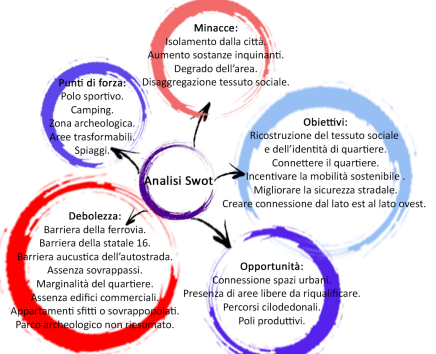 Minacce:
Isolamento dalla città.
Aumento sostanze inquinanti.
Degrado dell'area.
Disaggregazione tessuto sociale.
Punti di forza:
Polo sportivo.
Camping.
Zona archeologica.
Aree trasformabili.
Spiaggi.
Analisi Swot
Obiettivi:
Ricostruzione del tessuto sociale
e dell'identità di quartiere.
Connettere il quartiere.
Incentivare la mobilità sostenibile .
Migliorare la sicurezza stradale.
Creare connessione dal lato est al lato ovest.
Debolezza:
Barriera della ferrovia.
Barriera della statale 16.
Barriera aucustica dell'autostrada.
Assenza sovrappassi.
Marginalità del quartiere.
Assenza edifici commerciali.
Appartamenti sfitti o sovrappopolati.
Parco archeologico non riesumato.
Opportunità:
Connessione spazi urbani.
Presenza di aree libere da riqualificare.
Percorsi cilodedonali.
Poli produttivi.